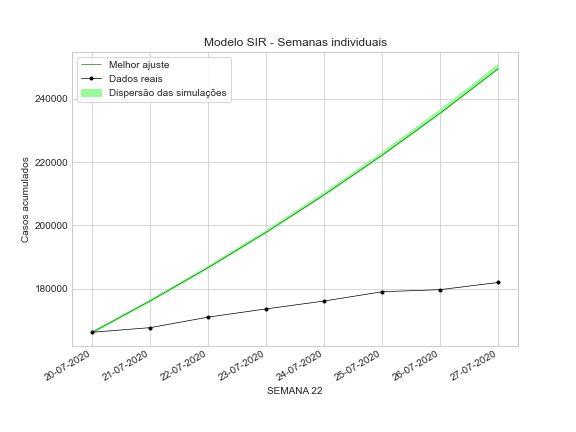 Modelo SIR - Semanas individuais
Melhor ajuste
Dados reais
Dispersão das simulações
Casos acumulados
240000
220000
200000
180000
20-07-2020
21-07-2020
22-07-2020
23-07-2020
24-07-2020
25-07-2020
26-07-2020
27-07-2020
SEMANA 22